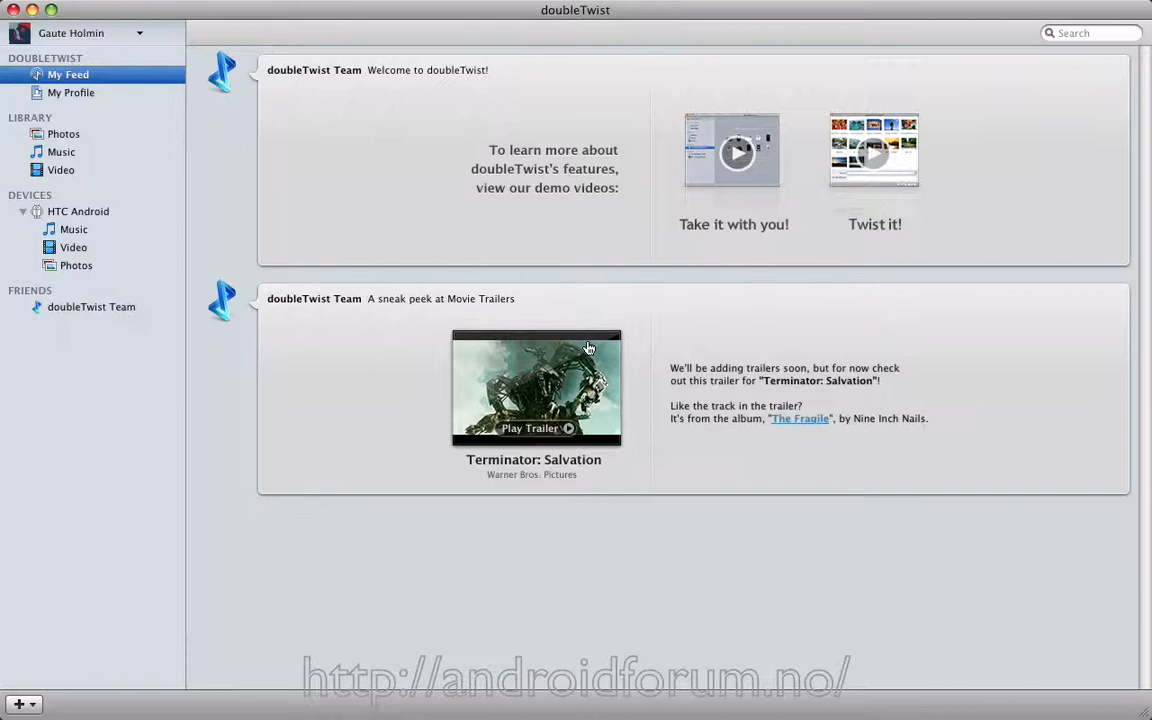 doubleTwist
Gaute Holmin
Search
DOUBLETWIST
My Feed
My Profile
LIBRARY
Photos
Music
Video
DEVICES
HTC Android
Music
Video
Photos
FRIENDS
doubleTwist Team
doubleTwist Team Welcome to doubleTwist!
To learn more about
doubleTwist's features,
view our demo videos:
Take it with you!
Twist it!
doubleTwist Team A sneak peek at Movie Trailers
Play Trailer
Terminator: Salvation
Warner Bros. Pictures
We'll be adding trailers soon, but for now check
out this trailer for "Terminator: Salvation"!
Like the track in the trailer?
It's from the album, "The Fragile", by Nine Inch Nails.
http://androidforum.no/